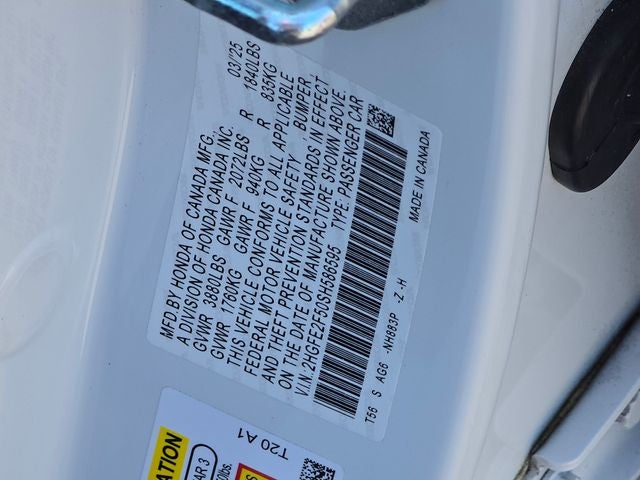 MFD.BY HONDA OF CANADA MFG. 03/'25
A DIVISION OF HONDA CANADA INC.
GVWR 3880LBS GAWR F 2072LBS R 1840LBS
GVWR 1760KG GAWR F 940KG R 835KG
THIS VEHICLE CONFORMS TO ALL APPLICABLE
FEDERAL MOTOR VEHICLE SAFETY BUMPER,
AND THEFT PREVENTION STANDARDS IN EFFECT
ON THE DATE OF MANUFACTURE SHOWN ABOVE.
V.I.N.:2HGFE2F50SH586595 TYPE: PASSENGER CAR
T56 S AG6 -NH883P -Z -H MADE IN CANADA
T20 A1